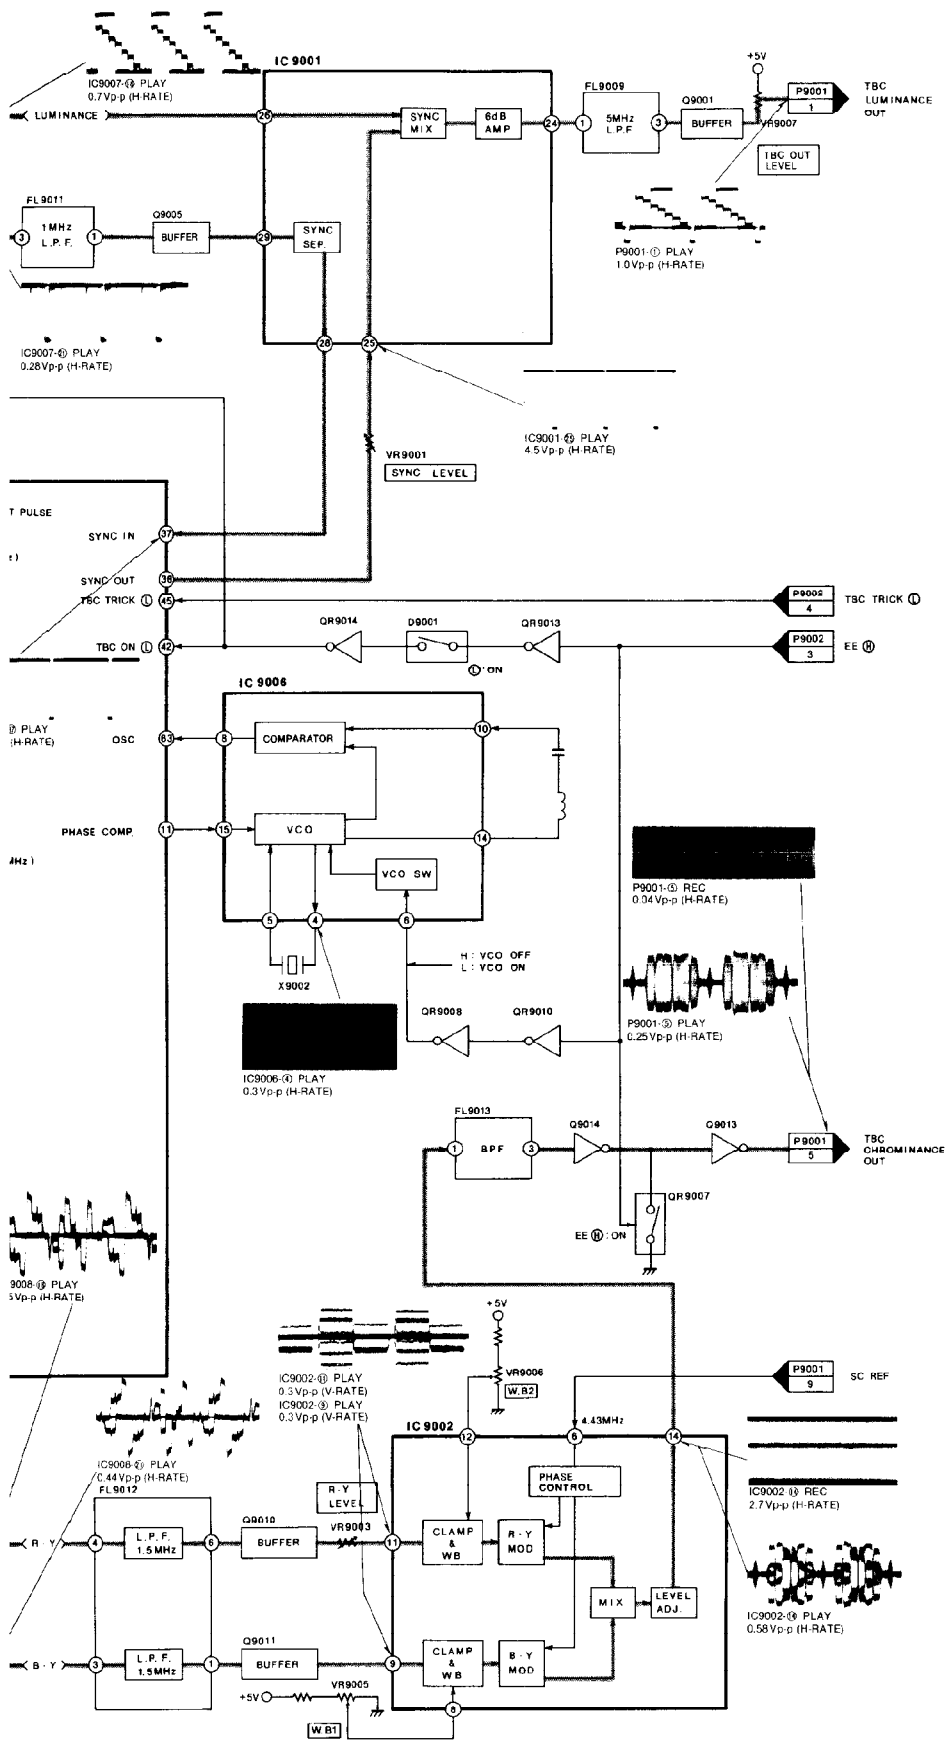 IC9007-⑭ PLAY
0.7Vp-p (H-RATE)
LUMINANCE
IC 9001
26
SYNC
MIX
6dB
AMP
24
FL9009
1
5MHz
L.P.F
3
Q9001
BUFFER
+5V
VR9007
P9001
1
TBC
LUMINANCE
OUT
TBC OUT
LEVEL
P9001-① PLAY
1.0Vp-p (H-RATE)
FL9011
3
1MHz
L.P.F.
1
Q9005
BUFFER
29
SYNC
SEP.
IC9007-㉑ PLAY
0.28Vp-p (H-RATE)
28
25
IC9001-㉕ PLAY
4.5Vp-p (H-RATE)
VR9001
SYNC LEVEL
T PULSE
SYNC IN
37
SYNC OUT
TBC TRICK Ⓛ
45
P9002
4
TBC TRICK Ⓛ
TBC ON Ⓛ
42
QR9014
D9001
QR9013
Ⓛ:ON
P9002
3
EE Ⓗ
IC 9006
PLAY
(H-RATE)
OSC
63
8
COMPARATOR
10
PHASE COMP.
11
15
VCO
14
MHz)
VCO SW
5
4
6
X9002
H : VCO OFF
L : VCO ON
IC9006-④ PLAY
0.3Vp-p (H-RATE)
QR9008
QR9010
P9001-⑤ REC
0.04Vp-p (H-RATE)
P9001-⑤ PLAY
0.25Vp-p (H-RATE)
FL9013
1
BPF
3
Q9014
Q9013
P9001
5
TBC
CHROMINANCE
OUT
QR9007
EE Ⓗ:ON
9008-⑲ PLAY
5Vp-p (H-RATE)
+5V
VR9006
W.B2
IC9002-⑪ PLAY
0.3Vp-p (V-RATE)
IC9002-⑨ PLAY
0.3Vp-p (V-RATE)
P9001
9
SC REF
IC9008-㉑ PLAY
0.44Vp-p (H-RATE)
IC 9002
12
4.43MHz
6
14
IC9002-⑭ REC
2.7Vp-p (H-RATE)
FL9012
R-Y
LEVEL
PHASE
CONTROL
R-Y
4
L.P.F.
1.5MHz
6
Q9010
BUFFER
VR9003
11
CLAMP
&
WB
R-Y
MOD
MIX
LEVEL
ADJ.
IC9002-⑭ PLAY
0.58Vp-p (H-RATE)
B-Y
3
L.P.F.
1.5MHz
1
Q9011
BUFFER
9
CLAMP
&
WB
B-Y
MOD
+5V
VR9005
W.B1
8